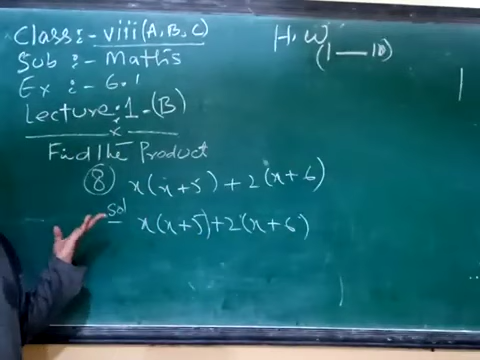 Class:- viii (A, B, C)
Sub :- Maths
Ex :- 6.1
Lecture:1-(B)
x
H.W
(1 — 10)
Find the Product
⑧ x(x+5) + 2(x+6)
Sol
x(x+5)+2(x+6)